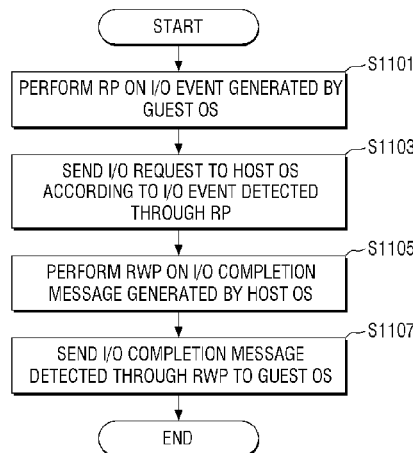 START
S1101
PERFORM RP ON I/O EVENT GENERATED BY
GUEST OS
S1103
SEND I/O REQUEST TO HOST OS
ACCORDING TO I/O EVENT DETECTED
THROUGH RP
S1105
PERFORM RWP ON I/O COMPLETION
MESSAGE GENERATED BY HOST OS
S1107
SEND I/O COMPLETION MESSAGE
DETECTED THROUGH RWP TO GUEST OS
END